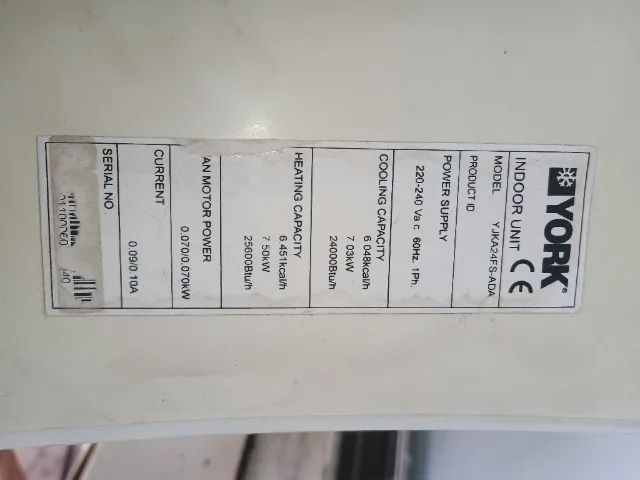 YORK®
INDOOR UNIT CE
MODEL YJKA24FS-ADA
PRODUCT ID
POWER SUPPLY
220-240 Va.c. 60Hz. 1Ph.
COOLING CAPACITY
6.048kcal/h
7.03kW
24000Btu/h
HEATING CAPACITY
6.451kcal/h
7.50kW
25600Btu/h
AN MOTOR POWER
0.070/0.070kW
CURRENT
0.09/0.10A
SERIAL NO.